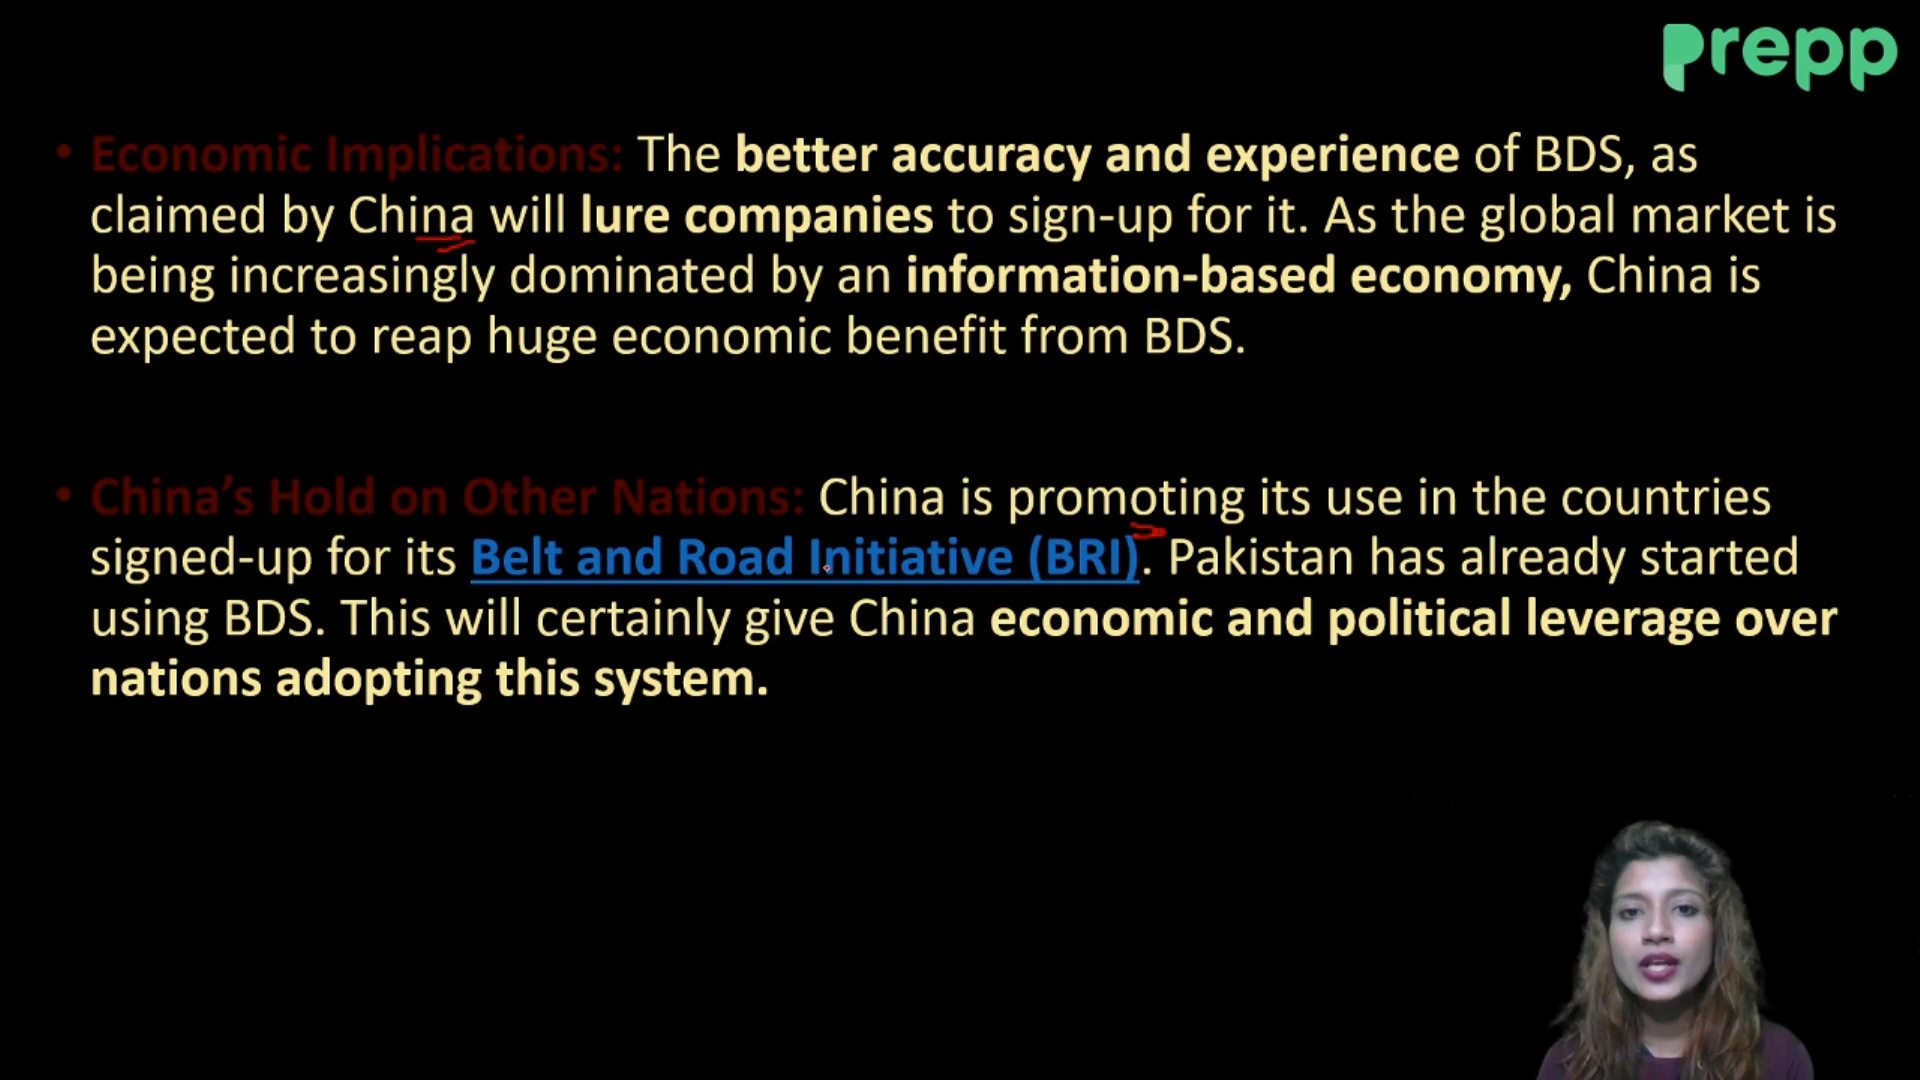 prepp
• Economic Implications: The better accuracy and experience of BDS, as
claimed by China will lure companies to sign-up for it. As the global market is
being increasingly dominated by an information-based economy, China is
expected to reap huge economic benefit from BDS.
• China’s Hold on Other Nations: China is promoting its use in the countries
signed-up for its Belt and Road Initiative (BRI). Pakistan has already started
using BDS. This will certainly give China economic and political leverage over
nations adopting this system.